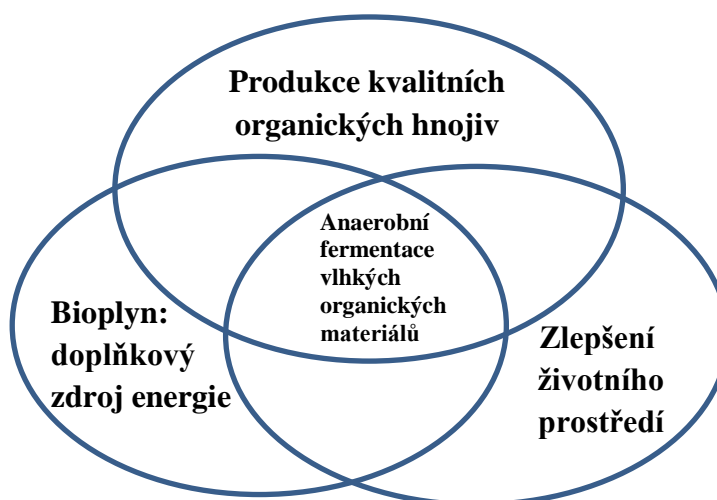 Produkce kvalitních
organických hnojiv
Anaerobní
fermentace
vlhkých
organických
materiálů
Bioplyn:
doplňkový
zdroj energie
Zlepšení
životního
prostředí